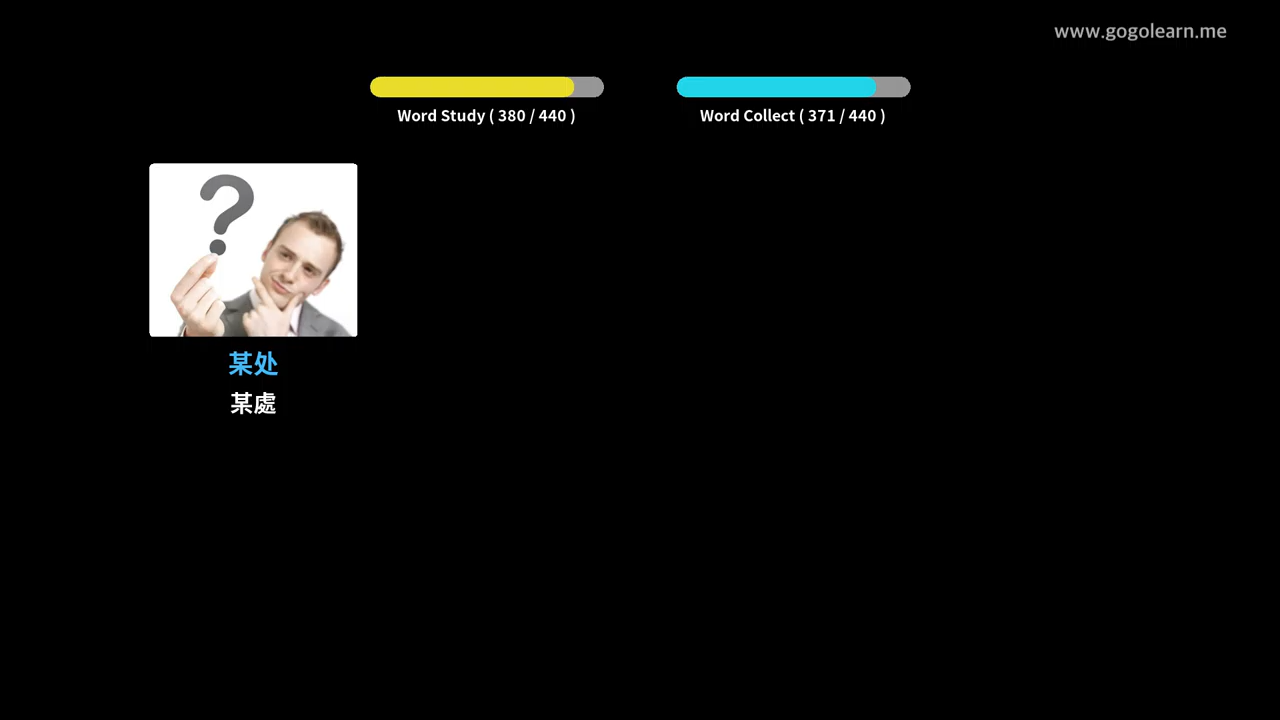 www.gogolearn.me
Word Study ( 380 / 440 )
Word Collect ( 371 / 440 )
?
某处
某處